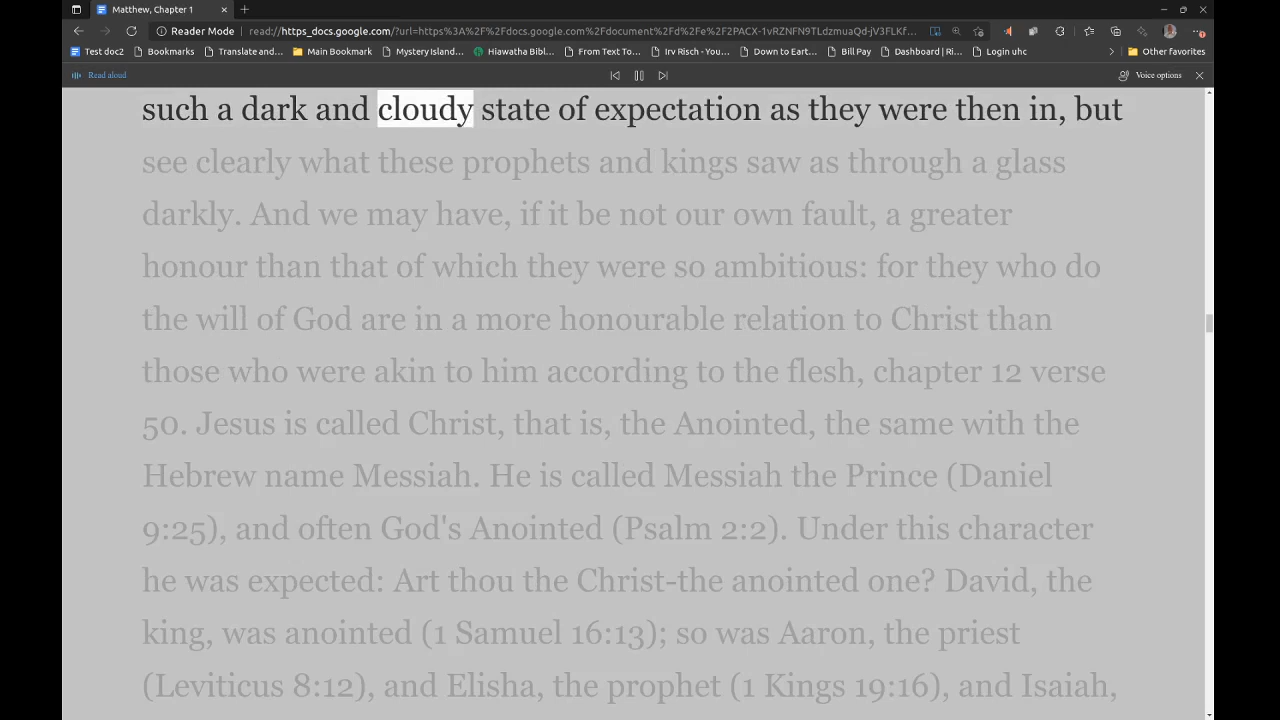 Matthew, Chapter 1
Reader Mode
read://https_docs.google.com/?url=https%3A%2F%2Fdocs.google.com%2Fdocument%2Fd%2Fe%2F2PACX-1vRZNFN9TLdzmuaQd-jV3FLKf...
Test doc2 Bookmarks Translate and... Main Bookmark Mystery Island... Hiawatha Bibl... From Text To... Irv Risch - You... Down to Eart... Bill Pay Dashboard | Ri... Login uhc Other favorites
Read aloud Voice options
such a dark and cloudy state of expectation as they were then in, but
see clearly what these prophets and kings saw as through a glass
darkly. And we may have, if it be not our own fault, a greater
honour than that of which they were so ambitious: for they who do
the will of God are in a more honourable relation to Christ than
those who were akin to him according to the flesh, chapter 12 verse
50. Jesus is called Christ, that is, the Anointed, the same with the
Hebrew name Messiah. He is called Messiah the Prince (Daniel
9:25), and often God's Anointed (Psalm 2:2). Under this character
he was expected: Art thou the Christ-the anointed one? David, the
king, was anointed (1 Samuel 16:13); so was Aaron, the priest
(Leviticus 8:12), and Elisha, the prophet (1 Kings 19:16), and Isaiah,